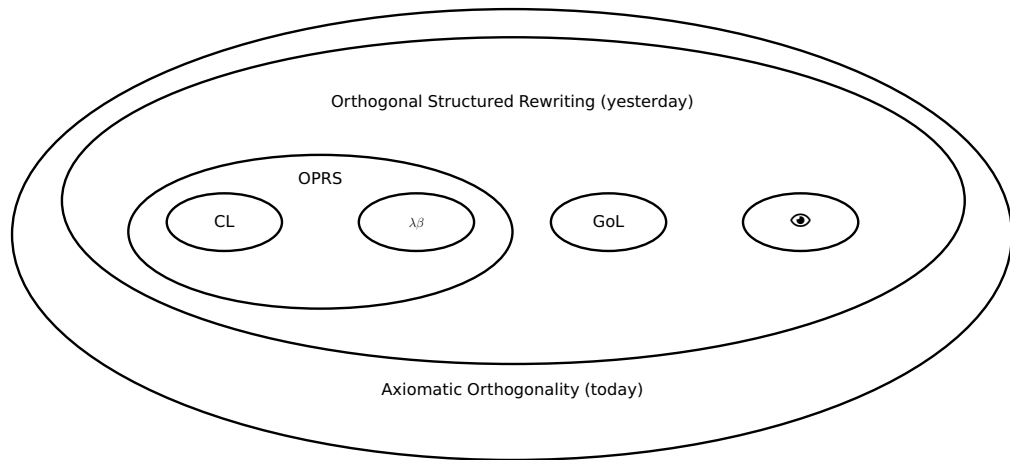 Orthogonal Structured Rewriting (yesterday)
OPRS
CL
λβ
GoL
Axiomatic Orthogonality (today)